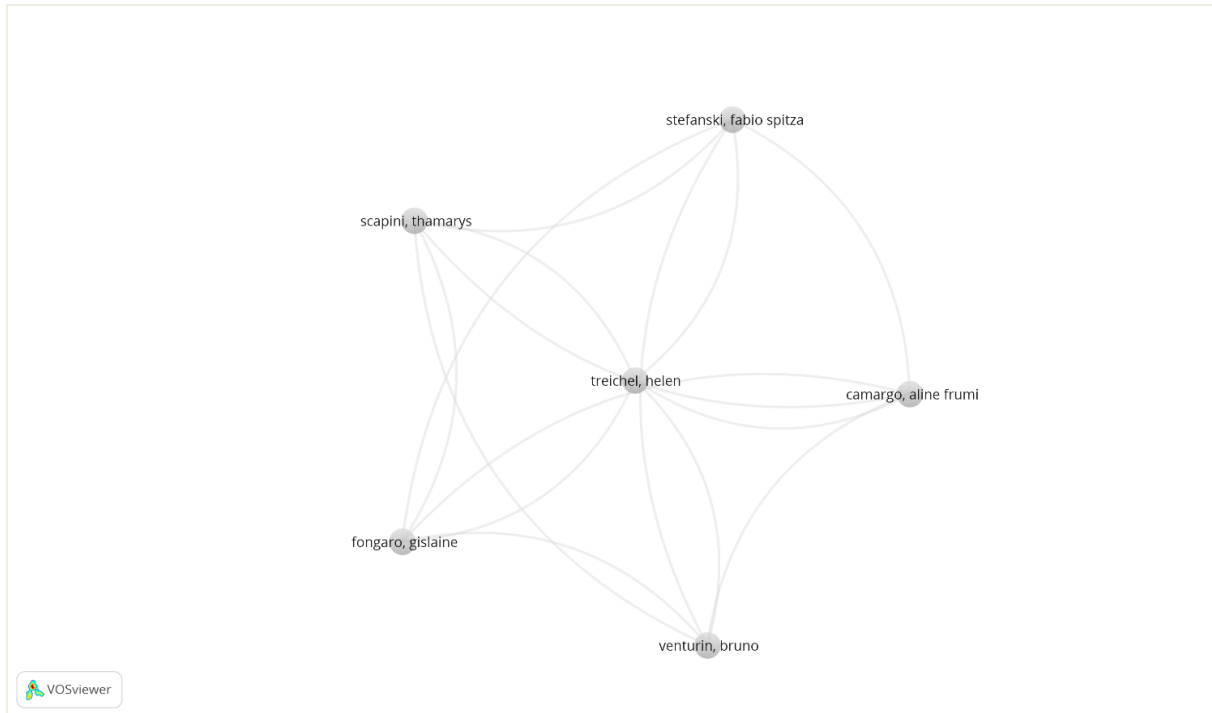 stefanski, fabio spitza
scapini, thamarys
treichel, helen
camargo, aline frumi
fongaro, gislaine
venturin, bruno
VOSviewer